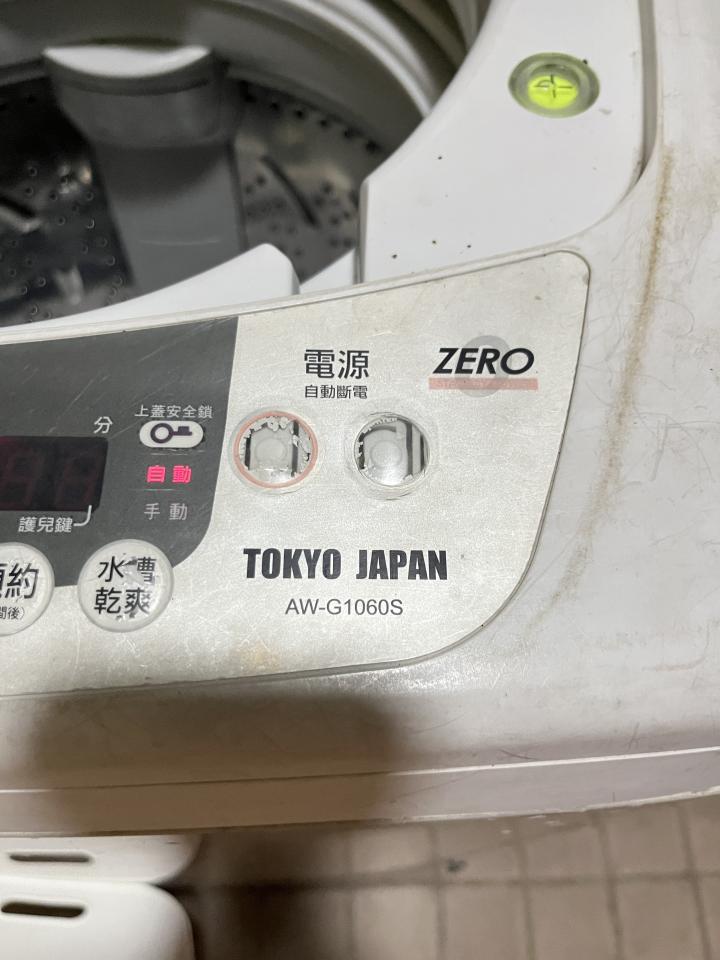 電源
自動斷電
ZERO
上蓋安全鎖
分
自動
手動
護兒鍵
約
水槽
乾爽
TOKYO JAPAN
AW-G1060S